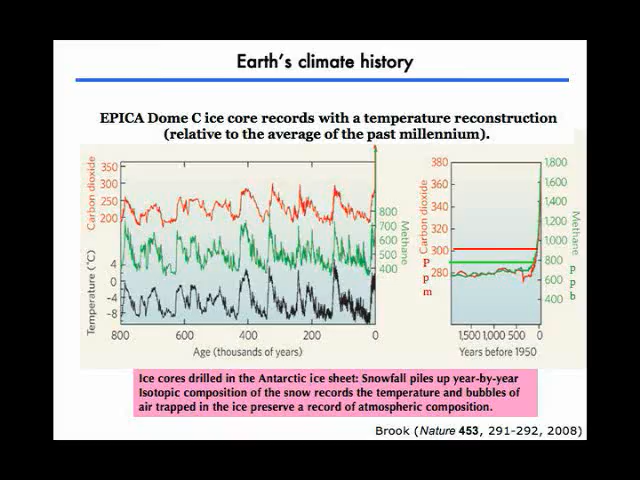 Earth's climate history
EPICA Dome C ice core records with a temperature reconstruction
(relative to the average of the past millennium).
Carbon dioxide
350
300
250
200
Temperature (°C)
4
0
-4
-8
800
700
600
500
400
Methane
800 600 400 200 0
Age (thousands of years)
Carbon dioxide
p
p
m
380
360
340
320
300
280
1,800
1,600
1,400
1,200
1,000
800
600
400
Methane
p
p
b
1,500 1,000 500 0
Years before 1950
Ice cores drilled in the Antarctic ice sheet: Snowfall piles up year-by-year
Isotopic composition of the snow records the temperature and bubbles of
air trapped in the ice preserve a record of atmospheric composition.
Brook (Nature 453, 291-292, 2008)